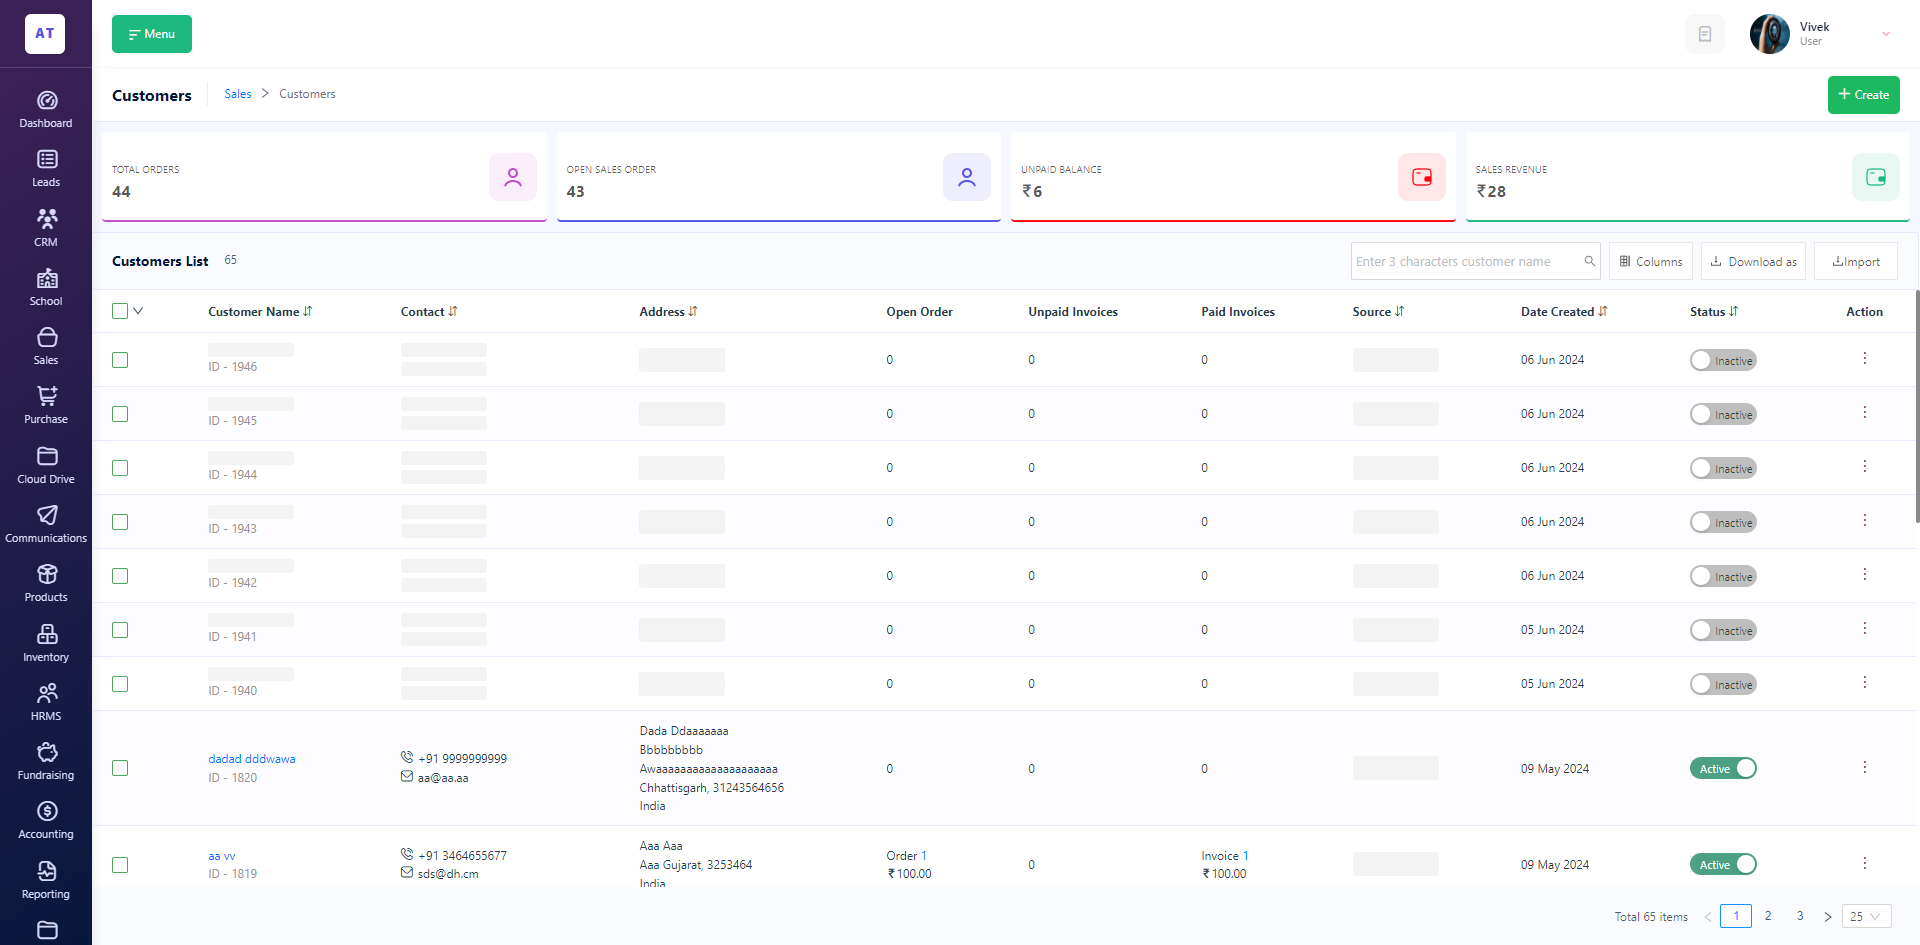 AT
Menu
Vivek
User
Dashboard
Leads
CRM
School
Sales
Purchase
Cloud Drive
Communications
Products
Inventory
HRMS
Fundraising
Accounting
Reporting
Customers
Sales > Customers
+ Create
TOTAL ORDERS
44
OPEN SALES ORDER
43
UNPAID BALANCE
₹6
SALES REVENUE
₹28
Customers List 65
Enter 3 characters customer name
Columns
Download as
Import
Customer Name Contact Address Open Order Unpaid Invoices Paid Invoices Source Date Created Status Action
ID - 1946 0 0 0 06 Jun 2024 Inactive
ID - 1945 0 0 0 06 Jun 2024 Inactive
ID - 1944 0 0 0 06 Jun 2024 Inactive
ID - 1943 0 0 0 06 Jun 2024 Inactive
ID - 1942 0 0 0 06 Jun 2024 Inactive
ID - 1941 0 0 0 05 Jun 2024 Inactive
ID - 1940 0 0 0 05 Jun 2024 Inactive
dadad dddwawa
ID - 1820
+91 9999999999
aa@aa.aa
Dada Ddaaaaaaa
Bbbbbbbbb
Awaaaaaaaaaaaaaaaaaaaa
Chhattisgarh, 31243564656
India
0 0 0 09 May 2024 Active
aa vv
ID - 1819
+91 3464655677
sds@dh.cm
Aaa Aaa
Aaa Gujarat, 3253464
India
Order 1
₹100.00
0
Invoice 1
₹100.00
09 May 2024 Active
Total 65 items < 1 2 3 > 25